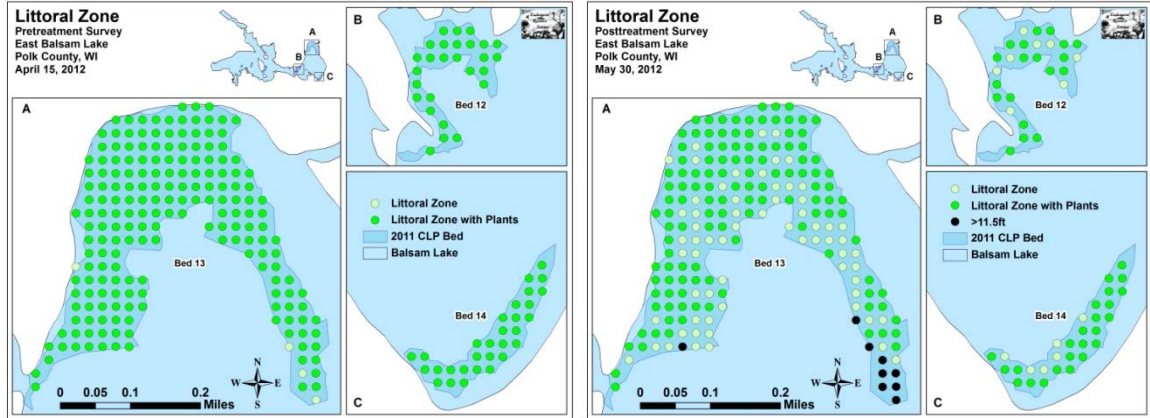 Littoral Zone
Pretreatment Survey
East Balsam Lake
Polk County, WI
April 15, 2012
A
B
C
A
Bed 13
N
W E
S
0 0.05 0.1 0.2
Miles
B
Bed 12
Littoral Zone
Littoral Zone with Plants
2011 CLP Bed
Balsam Lake
Bed 14
C
Littoral Zone
Posttreatment Survey
East Balsam Lake
Polk County, WI
May 30, 2012
A
B
C
A
Bed 13
N
W E
S
0 0.05 0.1 0.2
Miles
B
Bed 12
Littoral Zone
Littoral Zone with Plants
>11.5ft
2011 CLP Bed
Balsam Lake
Bed 14
C